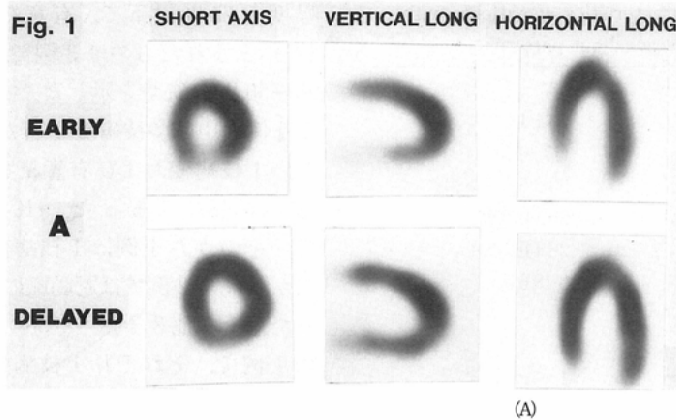 Fig. 1
SHORT AXIS VERTICAL LONG HORIZONTAL LONG
EARLY
A
DELAYED
(A)